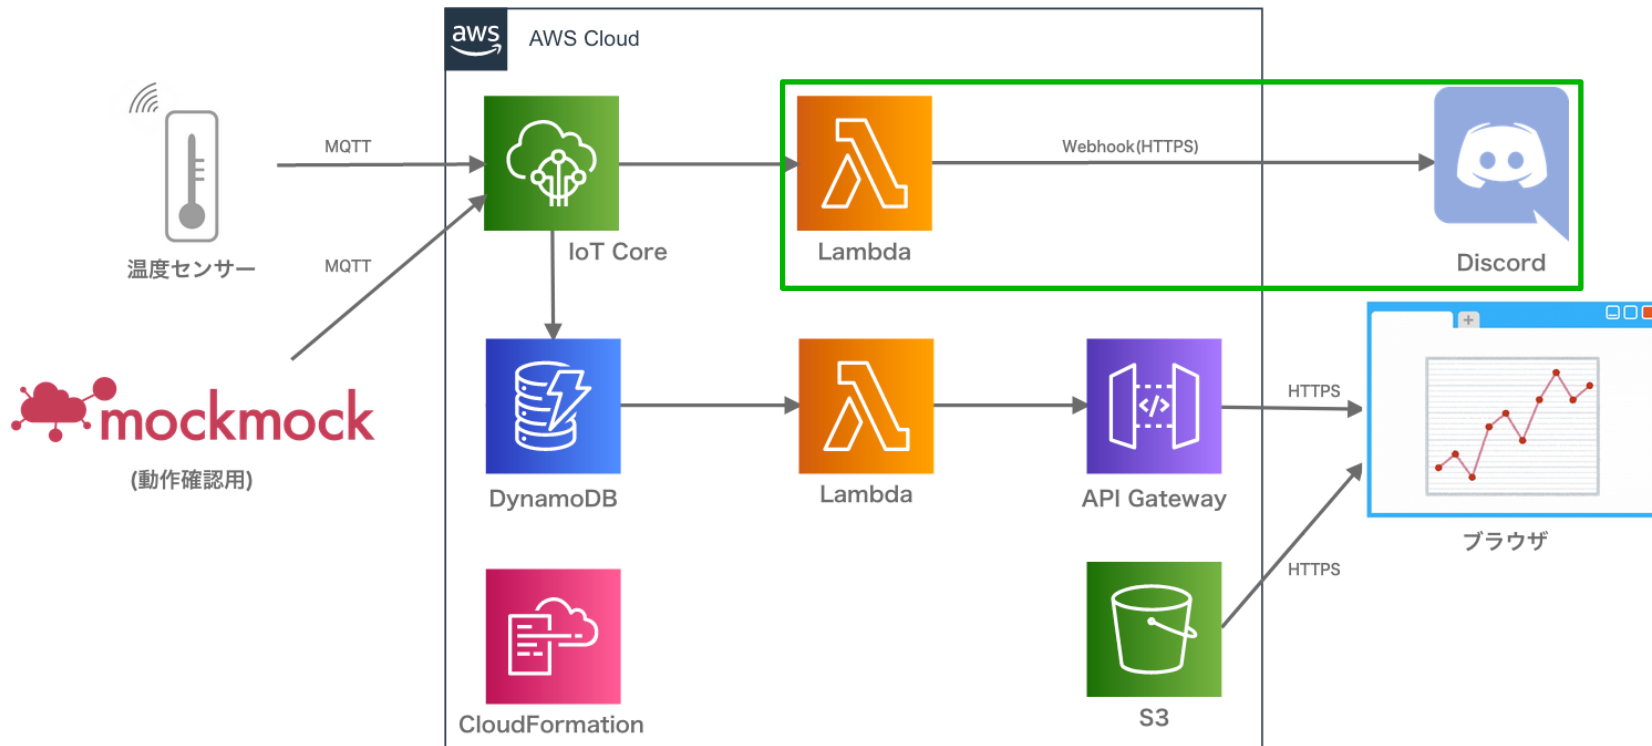 aws
AWS Cloud
MQTT
Webhook(HTTPS)
IoT Core
Lambda
Discord
温度センサー
MQTT
mockmock
(動作確認用)
DynamoDB
Lambda
API Gateway
HTTPS
ブラウザ
HTTPS
CloudFormation
S3